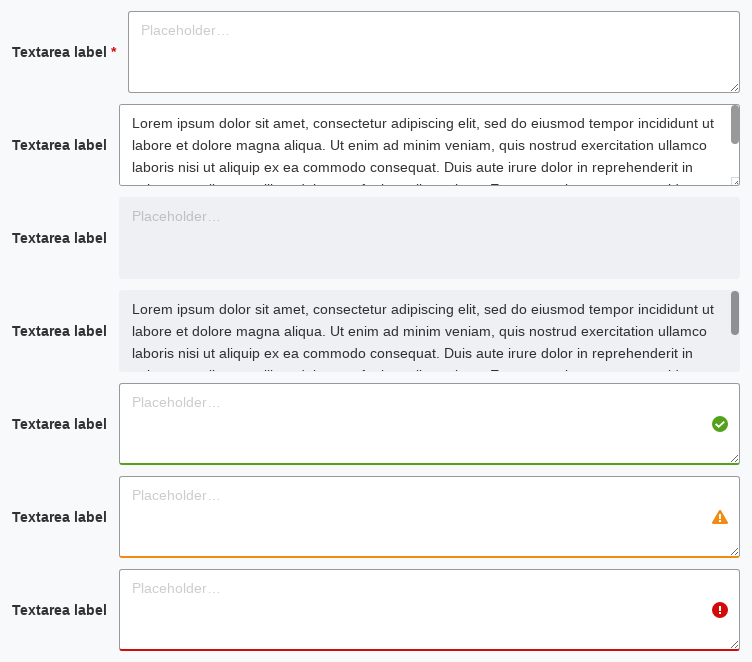 Textarea label *
Placeholder…
Textarea label
Lorem ipsum dolor sit amet, consectetur adipiscing elit, sed do eiusmod tempor incididunt ut
labore et dolore magna aliqua. Ut enim ad minim veniam, quis nostrud exercitation ullamco
laboris nisi ut aliquip ex ea commodo consequat. Duis aute irure dolor in reprehenderit in
Textarea label
Placeholder…
Textarea label
Lorem ipsum dolor sit amet, consectetur adipiscing elit, sed do eiusmod tempor incididunt ut
labore et dolore magna aliqua. Ut enim ad minim veniam, quis nostrud exercitation ullamco
laboris nisi ut aliquip ex ea commodo consequat. Duis aute irure dolor in reprehenderit in
Textarea label
Placeholder…
Textarea label
Placeholder…
Textarea label
Placeholder…